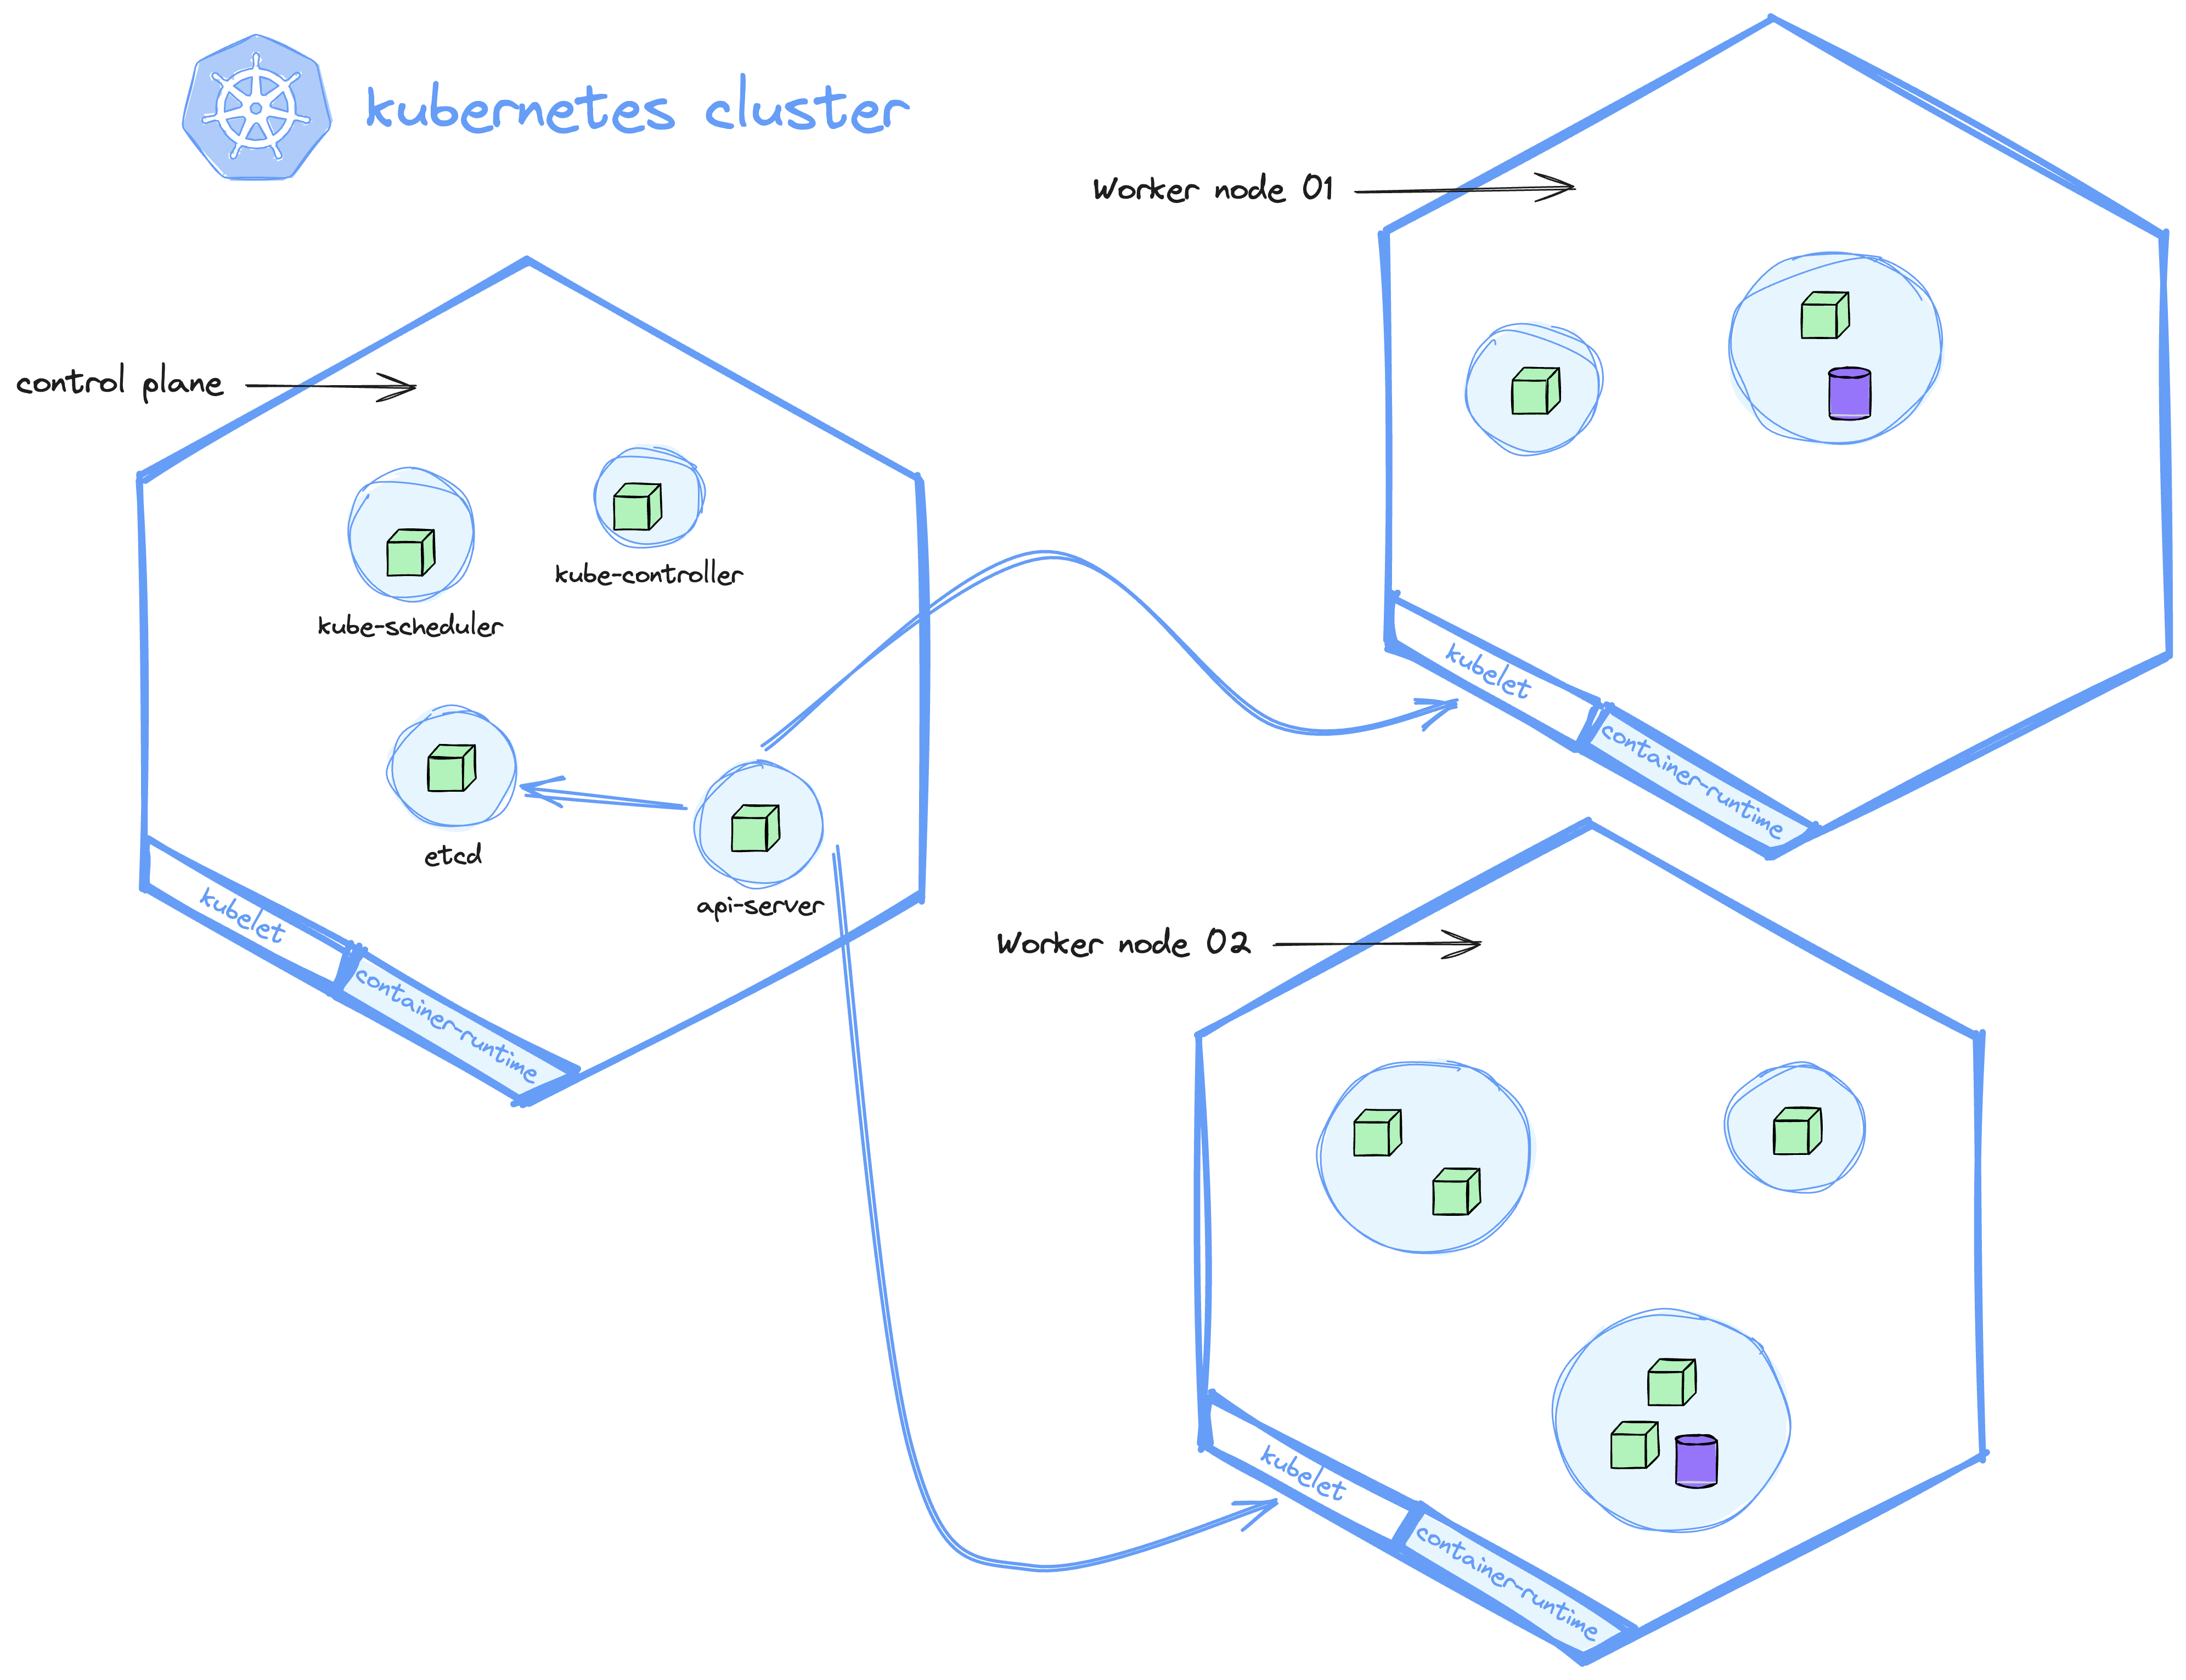 kubernetes cluster
Worker node 01
control plane
kube-controller
kube-scheduler
etcd
api-server
kubelet
container-runtime
kubelet
container-runtime
Worker node 02
kubelet
container-runtime